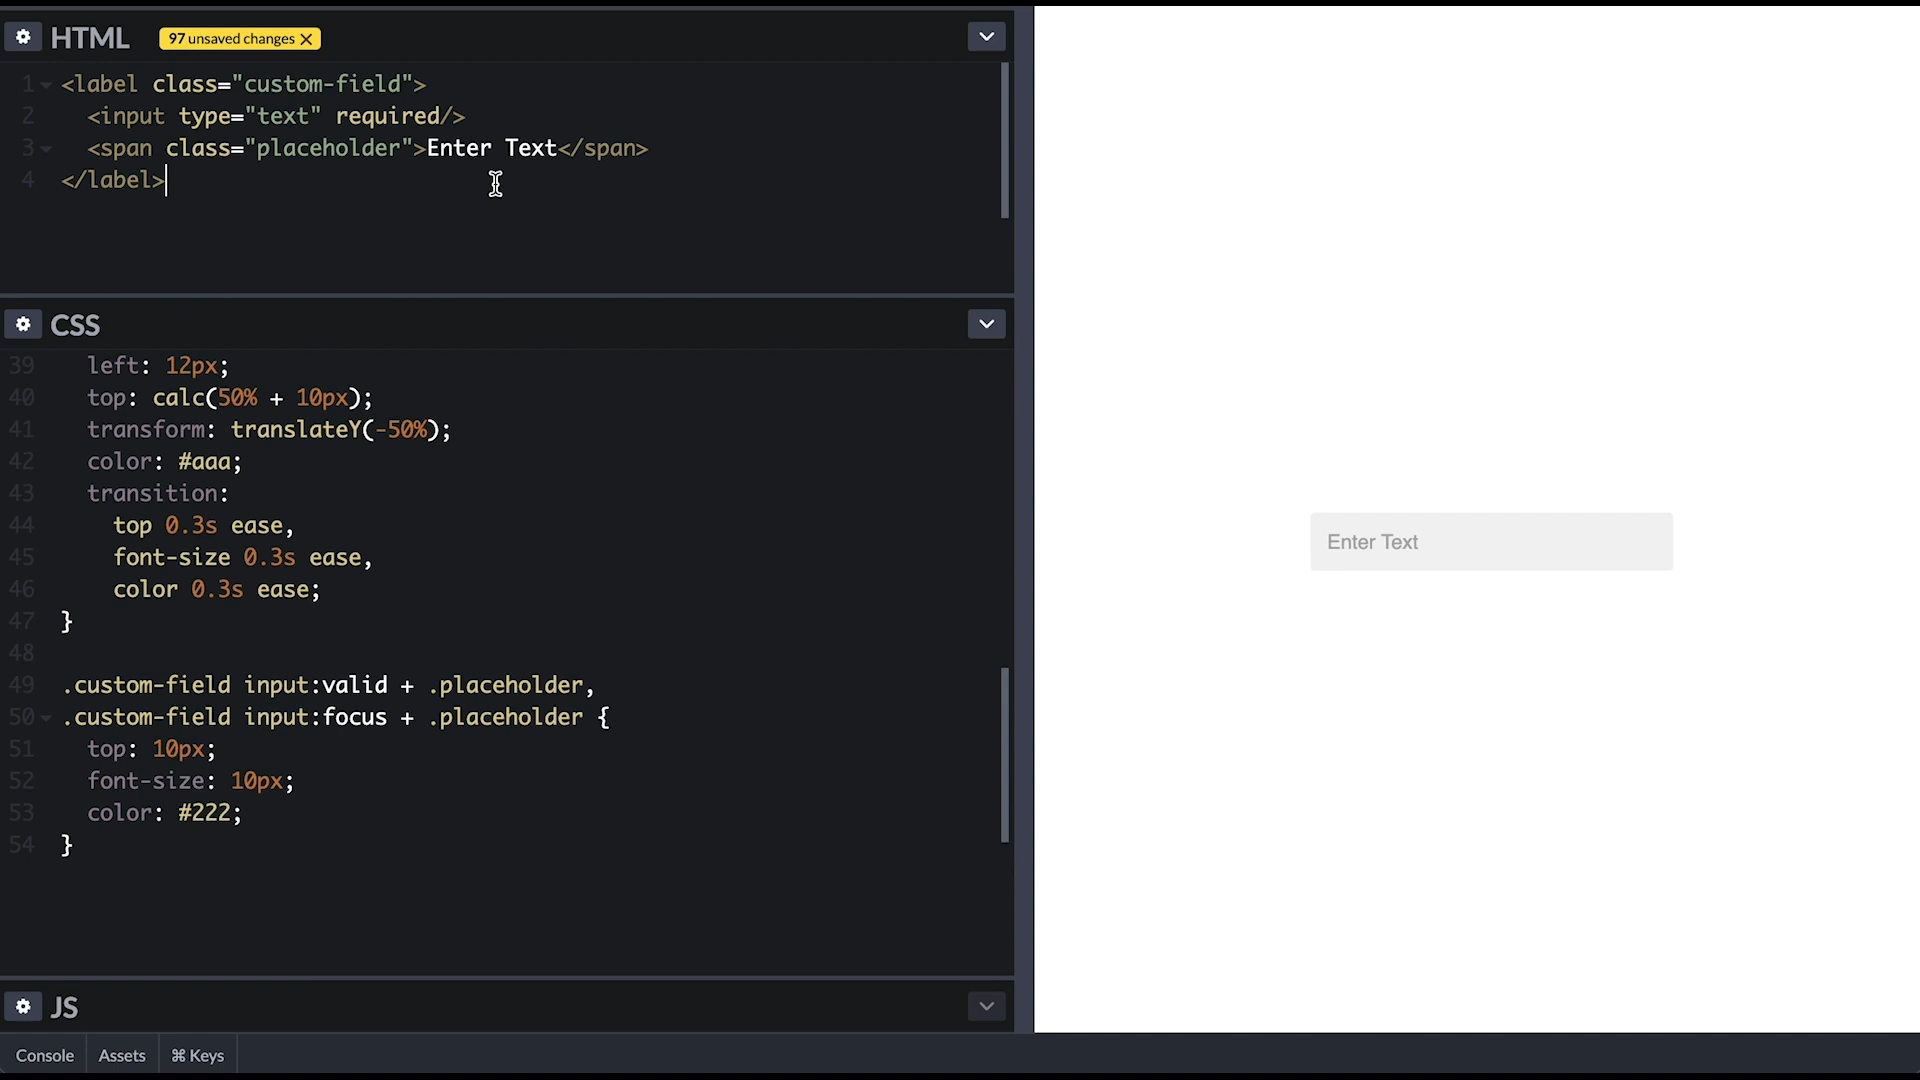 HTML 97 unsaved changes
1 <label class="custom-field">
2 <input type="text" required/>
3 <span class="placeholder">Enter Text</span>
4 </label>
CSS
39 left: 12px;
40 top: calc(50% + 10px);
41 transform: translateY(-50%);
42 color: #aaa;
43 transition:
44 top 0.3s ease,
45 font-size 0.3s ease,
46 color 0.3s ease;
47 }
48
49 .custom-field input:valid + .placeholder,
50 .custom-field input:focus + .placeholder {
51 top: 10px;
52 font-size: 10px;
53 color: #222;
54 }
JS
Console Assets ⌘ Keys
Enter Text